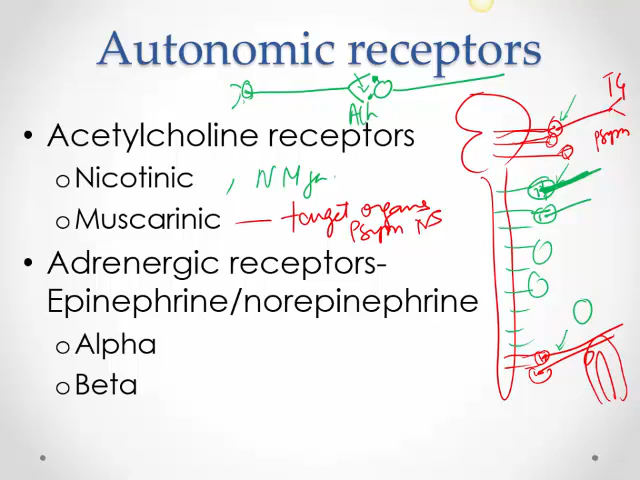 Autonomic receptors
Ach
TG
Psym
• Acetylcholine receptors
o Nicotinic , N M jn.
o Muscarinic — target organs
Psym NS
• Adrenergic receptors-
Epinephrine/norepinephrine
o Alpha
o Beta